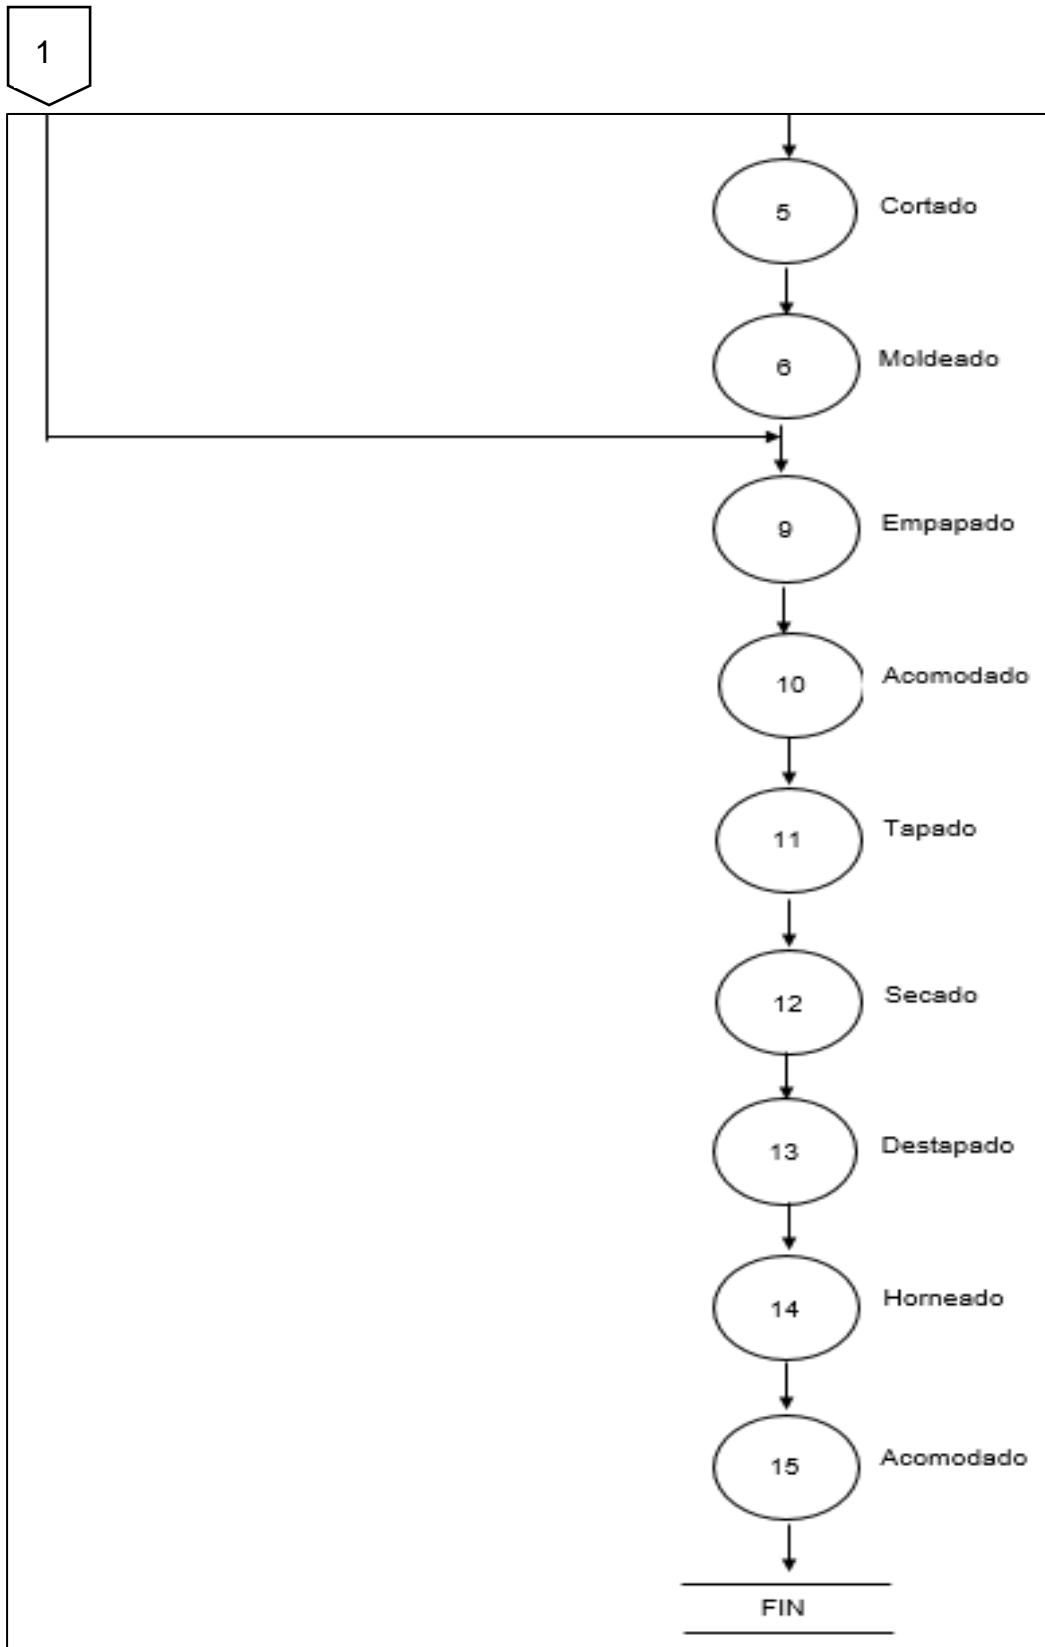 1
5 Cortado
6 Moldeado
9 Empapado
10 Acomodado
11 Tapado
12 Secado
13 Destapado
14 Horneado
15 Acomodado
FIN